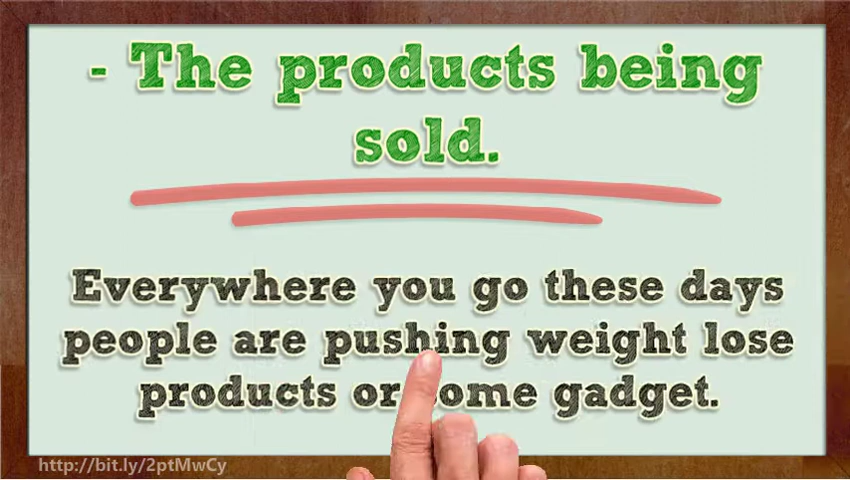 - The products being
sold.
Everywhere you go these days
people are pushing weight lose
products or some gadget.
http://bit.ly/2ptMwCy